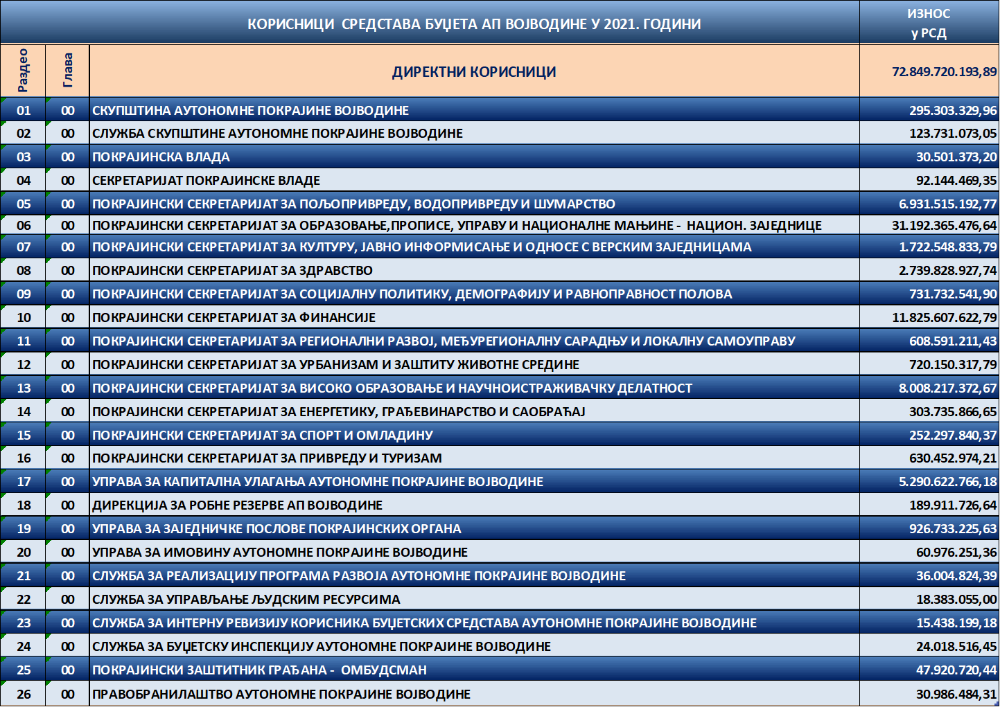 КОРИСНИЦИ СРЕДСТАВА БУЏЕТА АП ВОЈВОДИНЕ У 2021. ГОДИНИ
ИЗНОС
у РСД
Раздео Глава ДИРЕКТНИ КОРИСНИЦИ 72.849.720.193,89
01 00 СКУПШТИНА АУТОНОМНЕ ПОКРАЈИНЕ ВОЈВОДИНЕ 295.303.329,96
02 00 СЛУЖБА СКУПШТИНЕ АУТОНОМНЕ ПОКРАЈИНЕ ВОЈВОДИНЕ 123.731.073,05
03 00 ПОКРАЈИНСКА ВЛАДА 30.501.373,20
04 00 СЕКРЕТАРИЈАТ ПОКРАЈИНСКЕ ВЛАДЕ 92.144.469,35
05 00 ПОКРАЈИНСКИ СЕКРЕТАРИЈАТ ЗА ПОЉОПРИВРЕДУ, ВОДОПРИВРЕДУ И ШУМАРСТВО 6.931.515.192,77
06 00 ПОКРАЈИНСКИ СЕКРЕТАРИЈАТ ЗА ОБРАЗОВАЊЕ,ПРОПИСЕ, УПРАВУ И НАЦИОНАЛНЕ МАЊИНЕ - НАЦИОН. ЗАЈЕДНИЦЕ 31.192.365.476,64
07 00 ПОКРАЈИНСКИ СЕКРЕТАРИЈАТ ЗА КУЛТУРУ, ЈАВНО ИНФОРМИСАЊЕ И ОДНОСЕ С ВЕРСКИМ ЗАЈЕДНИЦАМА 1.722.548.833,79
08 00 ПОКРАЈИНСКИ СЕКРЕТАРИЈАТ ЗА ЗДРАВСТВО 2.739.828.927,74
09 00 ПОКРАЈИНСКИ СЕКРЕТАРИЈАТ ЗА СОЦИЈАЛНУ ПОЛИТИКУ, ДЕМОГРАФИЈУ И РАВНОПРАВНОСТ ПОЛОВА 731.732.541,90
10 00 ПОКРАЈИНСКИ СЕКРЕТАРИЈАТ ЗА ФИНАНСИЈЕ 11.825.607.622,79
11 00 ПОКРАЈИНСКИ СЕКРЕТАРИЈАТ ЗА РЕГИОНАЛНИ РАЗВОЈ, МЕЂУРЕГИОНАЛНУ САРАДЊУ И ЛОКАЛНУ САМОУПРАВУ 608.591.211,43
12 00 ПОКРАЈИНСКИ СЕКРЕТАРИЈАТ ЗА УРБАНИЗАМ И ЗАШТИТУ ЖИВОТНЕ СРЕДИНЕ 720.150.317,79
13 00 ПОКРАЈИНСКИ СЕКРЕТАРИЈАТ ЗА ВИСОКО ОБРАЗОВАЊЕ И НАУЧНОИСТРАЖИВАЧКУ ДЕЛАТНОСТ 8.008.217.372,67
14 00 ПОКРАЈИНСКИ СЕКРЕТАРИЈАТ ЗА ЕНЕРГЕТИКУ, ГРАЂЕВИНАРСТВО И САОБРАЋАЈ 303.735.866,65
15 00 ПОКРАЈИНСКИ СЕКРЕТАРИЈАТ ЗА СПОРТ И ОМЛАДИНУ 252.297.840,37
16 00 ПОКРАЈИНСКИ СЕКРЕТАРИЈАТ ЗА ПРИВРЕДУ И ТУРИЗАМ 630.452.974,21
17 00 УПРАВА ЗА КАПИТАЛНА УЛАГАЊА АУТОНОМНЕ ПОКРАЈИНЕ ВОЈВОДИНЕ 5.290.622.766,18
18 00 ДИРЕКЦИЈА ЗА РОБНЕ РЕЗЕРВЕ АП ВОЈВОДИНЕ 189.911.726,64
19 00 УПРАВА ЗА ЗАЈЕДНИЧКЕ ПОСЛОВЕ ПОКРАЈИНСКИХ ОРГАНА 926.733.225,63
20 00 УПРАВА ЗА ИМОВИНУ АУТОНОМНЕ ПОКРАЈИНЕ ВОЈВОДИНЕ 60.976.251,36
21 00 СЛУЖБА ЗА РЕАЛИЗАЦИЈУ ПРОГРАМА РАЗВОЈА АУТОНОМНЕ ПОКРАЈИНЕ ВОЈВОДИНЕ 36.004.824,39
22 00 СЛУЖБА ЗА УПРАВЉАЊЕ ЉУДСКИМ РЕСУРСИМА 18.383.055,00
23 00 СЛУЖБА ЗА ИНТЕРНУ РЕВИЗИЈУ КОРИСНИКА БУЏЕТСКИХ СРЕДСТАВА АУТОНОМНЕ ПОКРАЈИНЕ ВОЈВОДИНЕ 15.438.199,18
24 00 СЛУЖБА ЗА БУЏЕТСКУ ИНСПЕКЦИЈУ АУТОНОМНЕ ПОКРАЈИНЕ ВОЈВОДИНЕ 24.018.516,45
25 00 ПОКРАЈИНСКИ ЗАШТИТНИК ГРАЂАНА - ОМБУДСМАН 47.920.720,44
26 00 ПРАВОБРАНИЛАШТВО АУТОНОМНЕ ПОКРАЈИНЕ ВОЈВОДИНЕ 30.986.484,31